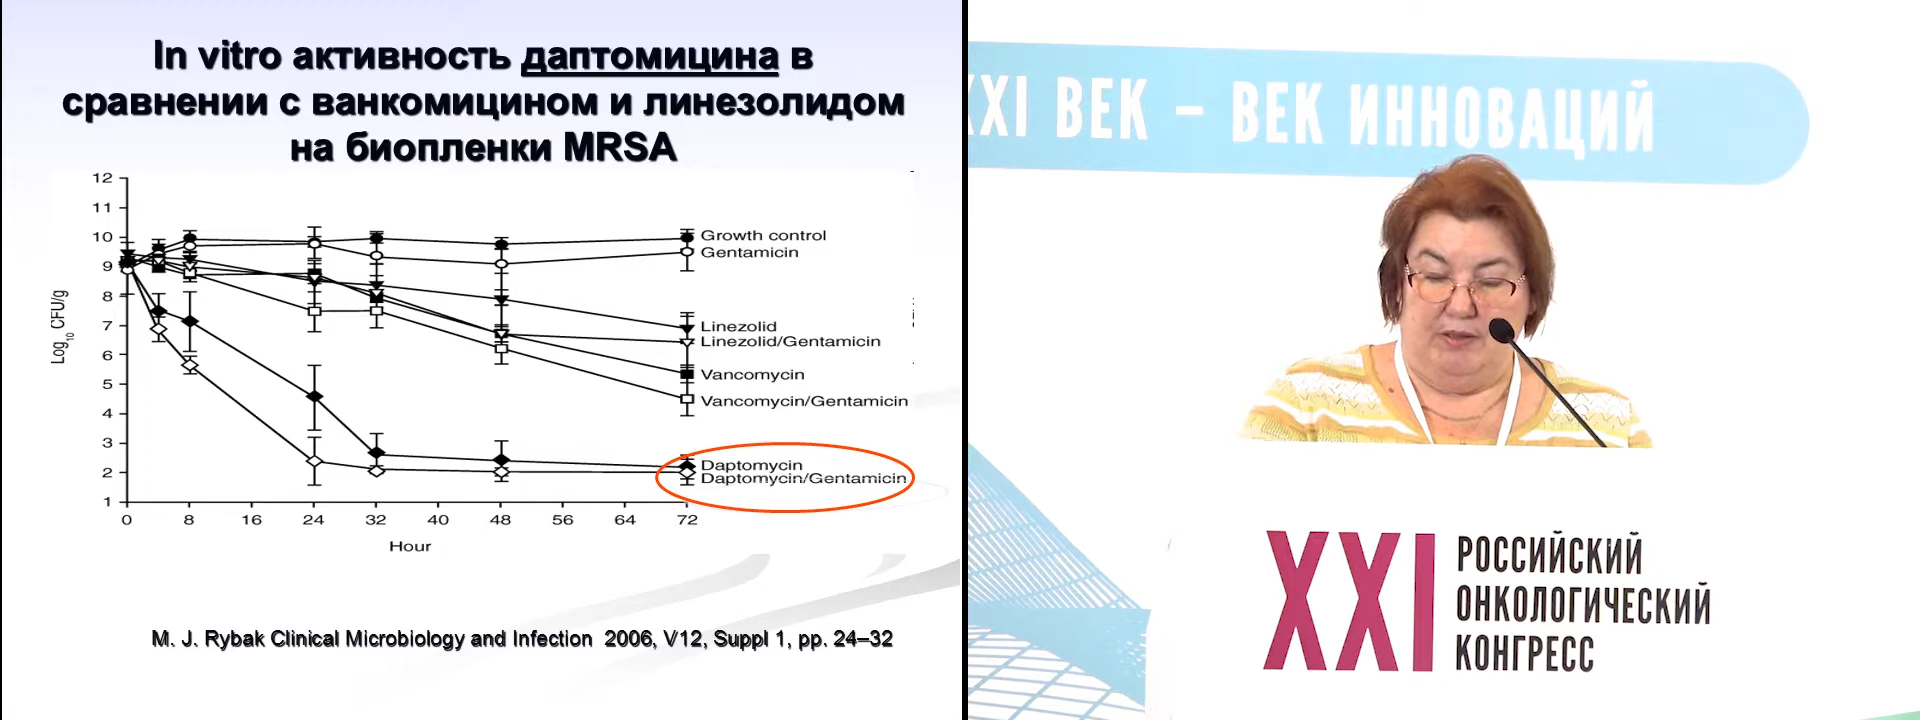 In vitro активность даптомицина в
сравнении с ванкомицином и линезолидом
на биопленки MRSA
12
11
10
9
8
7
6
5
4
3
2
1
Log10 CFU/g
Growth control
Gentamicin
Linezolid
Linezolid/Gentamicin
Vancomycin
Vancomycin/Gentamicin
Daptomycin
Daptomycin/Gentamicin
0 8 16 24 32 40 48 56 64 72
Hour
M. J. Rybak Clinical Microbiology and Infection 2006, V12, Suppl 1, pp. 24–32
XXI ВЕК – ВЕК ИННОВАЦИЙ
XXI
РОССИЙСКИЙ
ОНКОЛОГИЧЕСКИЙ
КОНГРЕСС